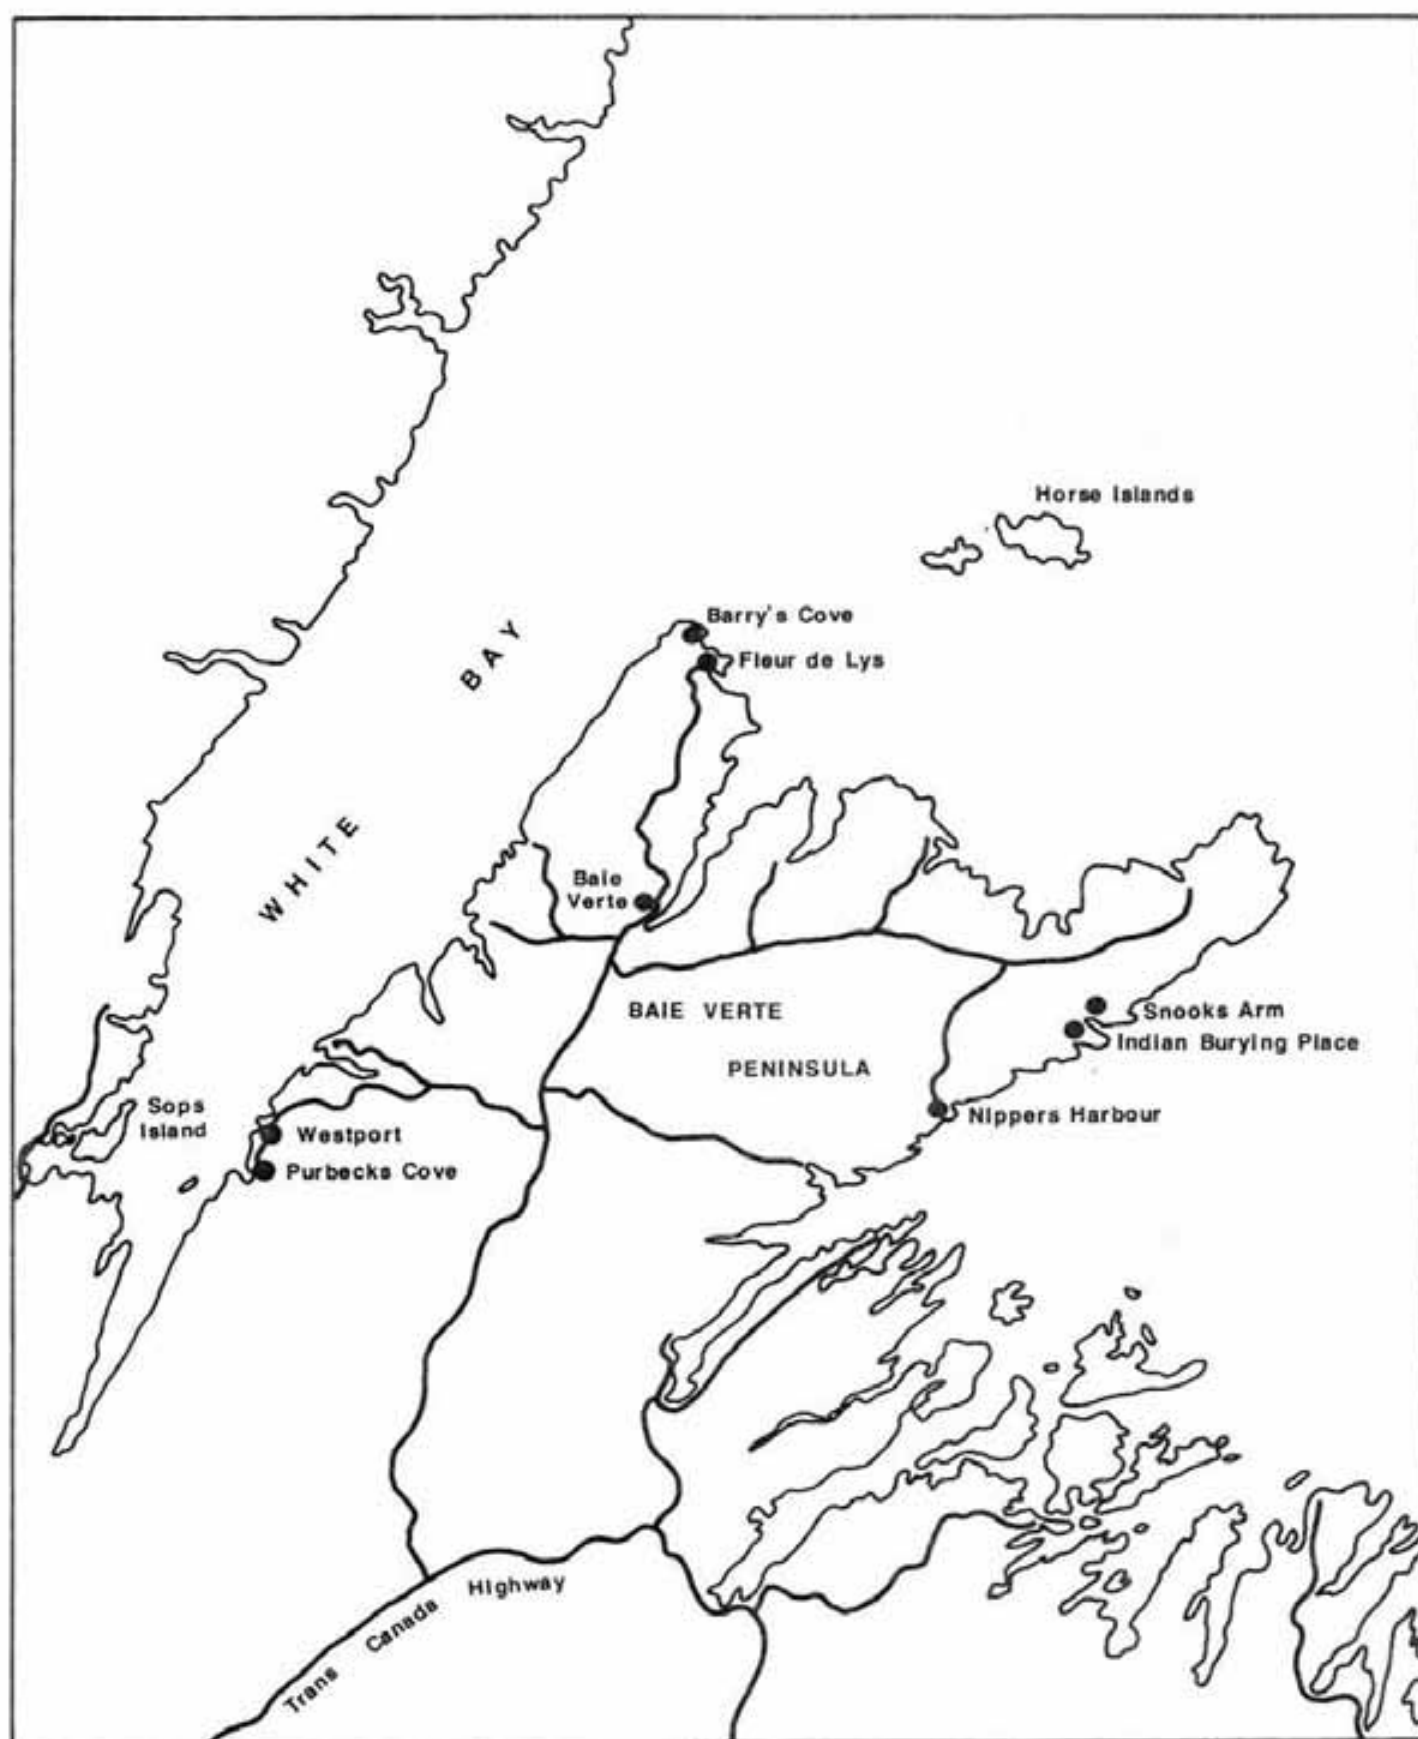 Horse Islands
Barry's Cove
Fleur de Lys
WHITE BAY
Baie
Verte
BAIE VERTE
PENINSULA
Snooks Arm
Indian Burying Place
Nippers Harbour
Sops
Island
Westport
Purbecks Cove
Trans Canada Highway